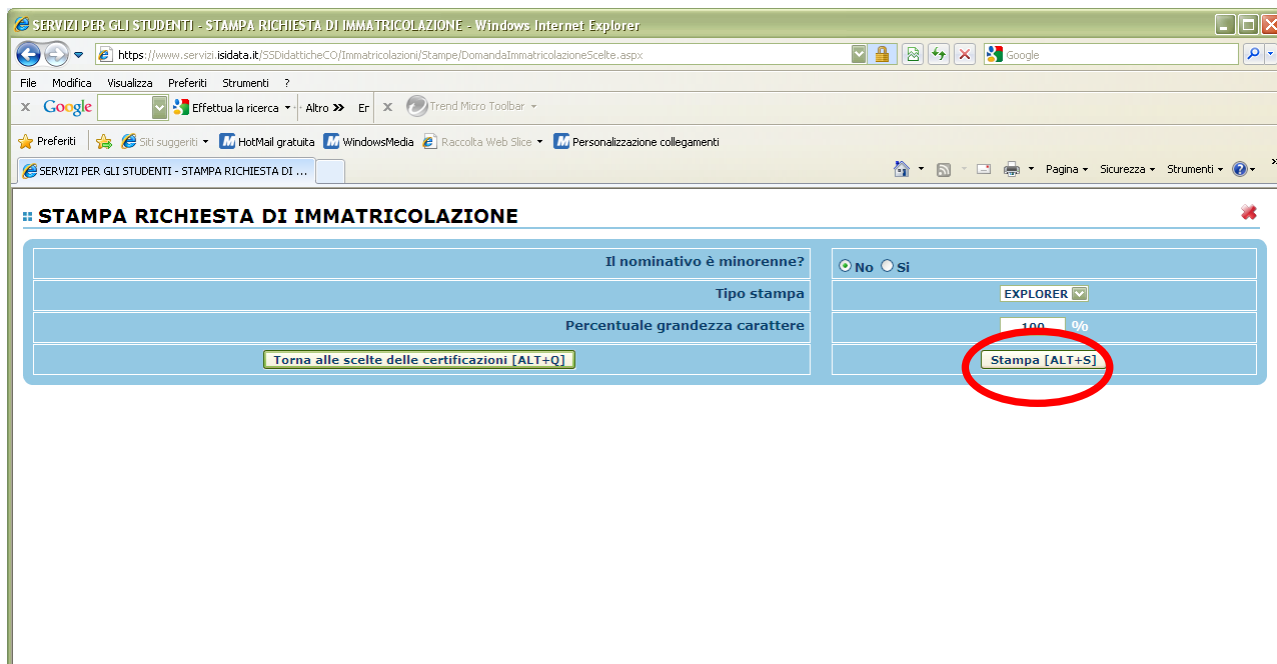 SERVIZI PER GLI STUDENTI - STAMPA RICHIESTA DI IMMATRICOLAZIONE - Windows Internet Explorer
https://www.servizi.isidata.it/SSDidatticheCO/Immatricolazioni/Stampe/DomandaImmatricolazioneScelte.aspx
Google
File Modifica Visualizza Preferiti Strumenti ?
x Google Effettua la ricerca Altro >> Er x Trend Micro Toolbar
Preferiti Siti suggeriti HotMail gratuita WindowsMedia Raccolta Web Slice Personalizzazione collegamenti
SERVIZI PER GLI STUDENTI - STAMPA RICHIESTA DI ... Pagina Sicurezza Strumenti »
STAMPA RICHIESTA DI IMMATRICOLAZIONE
Il nominativo è minorenne? No Si
Tipo stampa EXPLORER
Percentuale grandezza carattere 100 %
Torna alle scelte delle certificazioni [ALT+Q] Stampa [ALT+S]